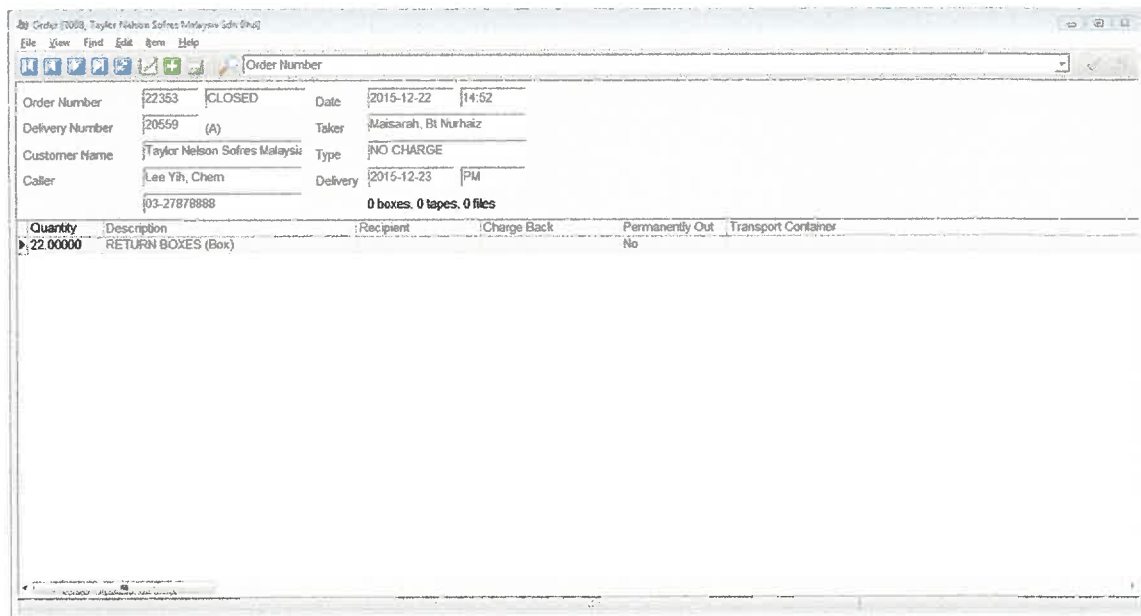 Order [T008, Taylor Nelson Sofres Malaysia Sdn Bhd]
File View Find Edit Item Help
Order Number
Order Number 22353 CLOSED Date 2015-12-22 14:52
Delivery Number 20559 (A) Taker Maisarah, Bt Nurhaiz
Customer Name Taylor Nelson Sofres Malaysia Type NO CHARGE
Caller Lee Yih, Chern Delivery 2015-12-23 PM
03-27878888 0 boxes, 0 tapes, 0 files
Quantity Description Recipient Charge Back Permanently Out Transport Container
22.00000 RETURN BOXES (Box) No